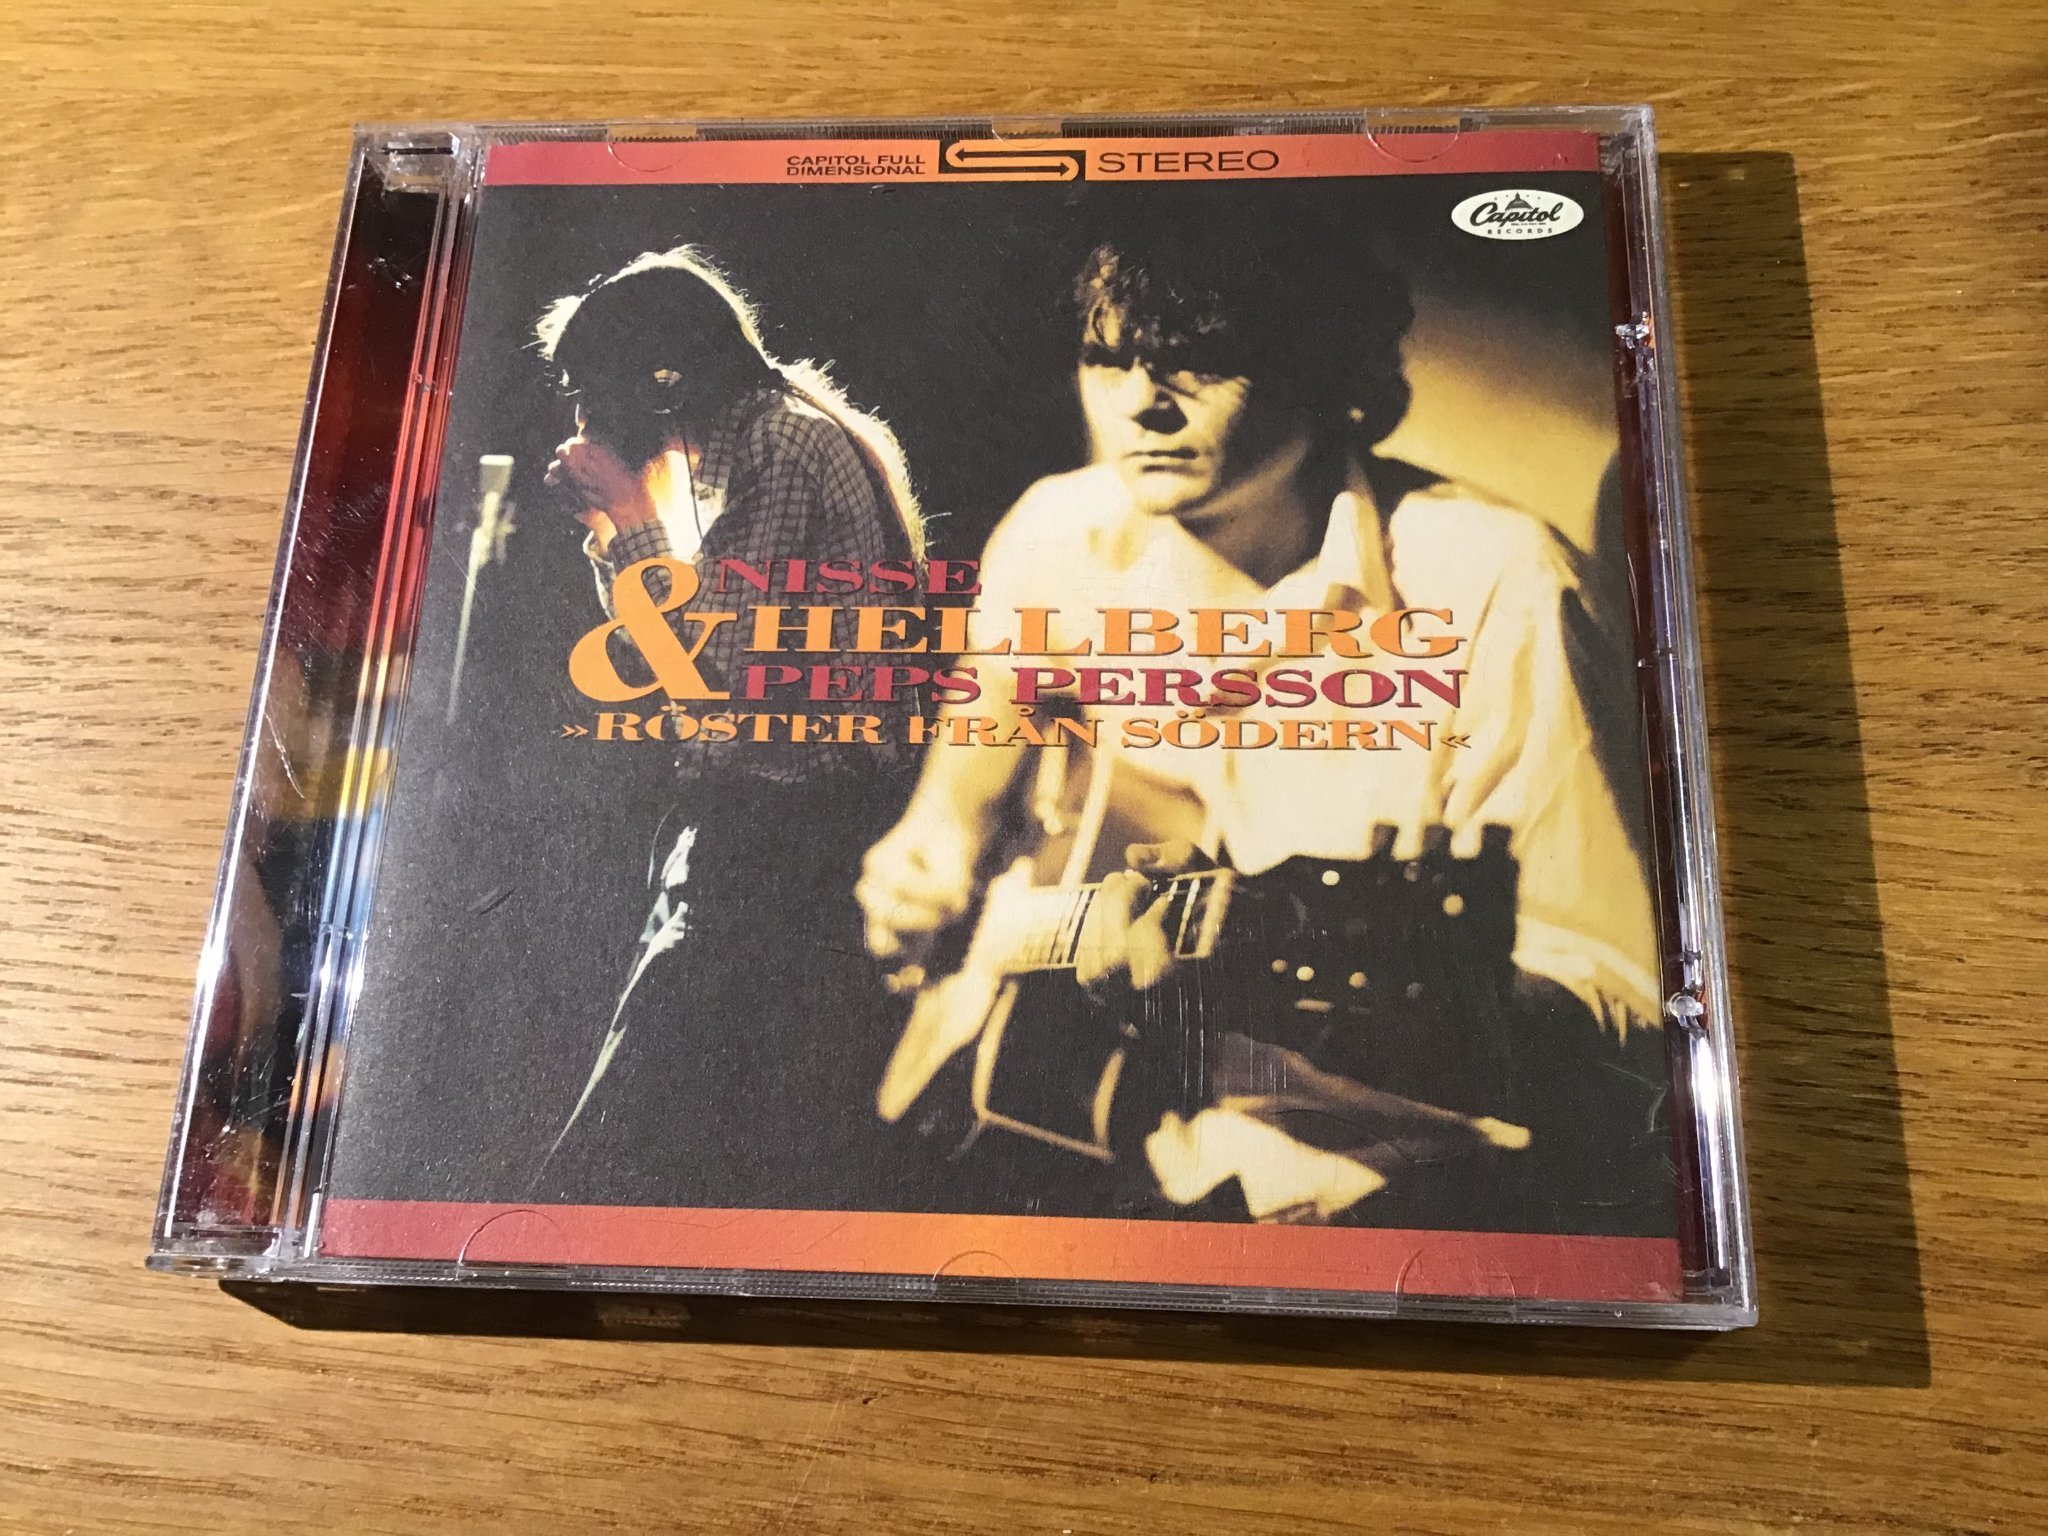 CAPITOL FULL
DIMENSIONAL
STEREO
Capitol
RECORDS
NISSE
& HELLBERG
PEPS PERSSON
»RÖSTER FRÅN SÖDERN«